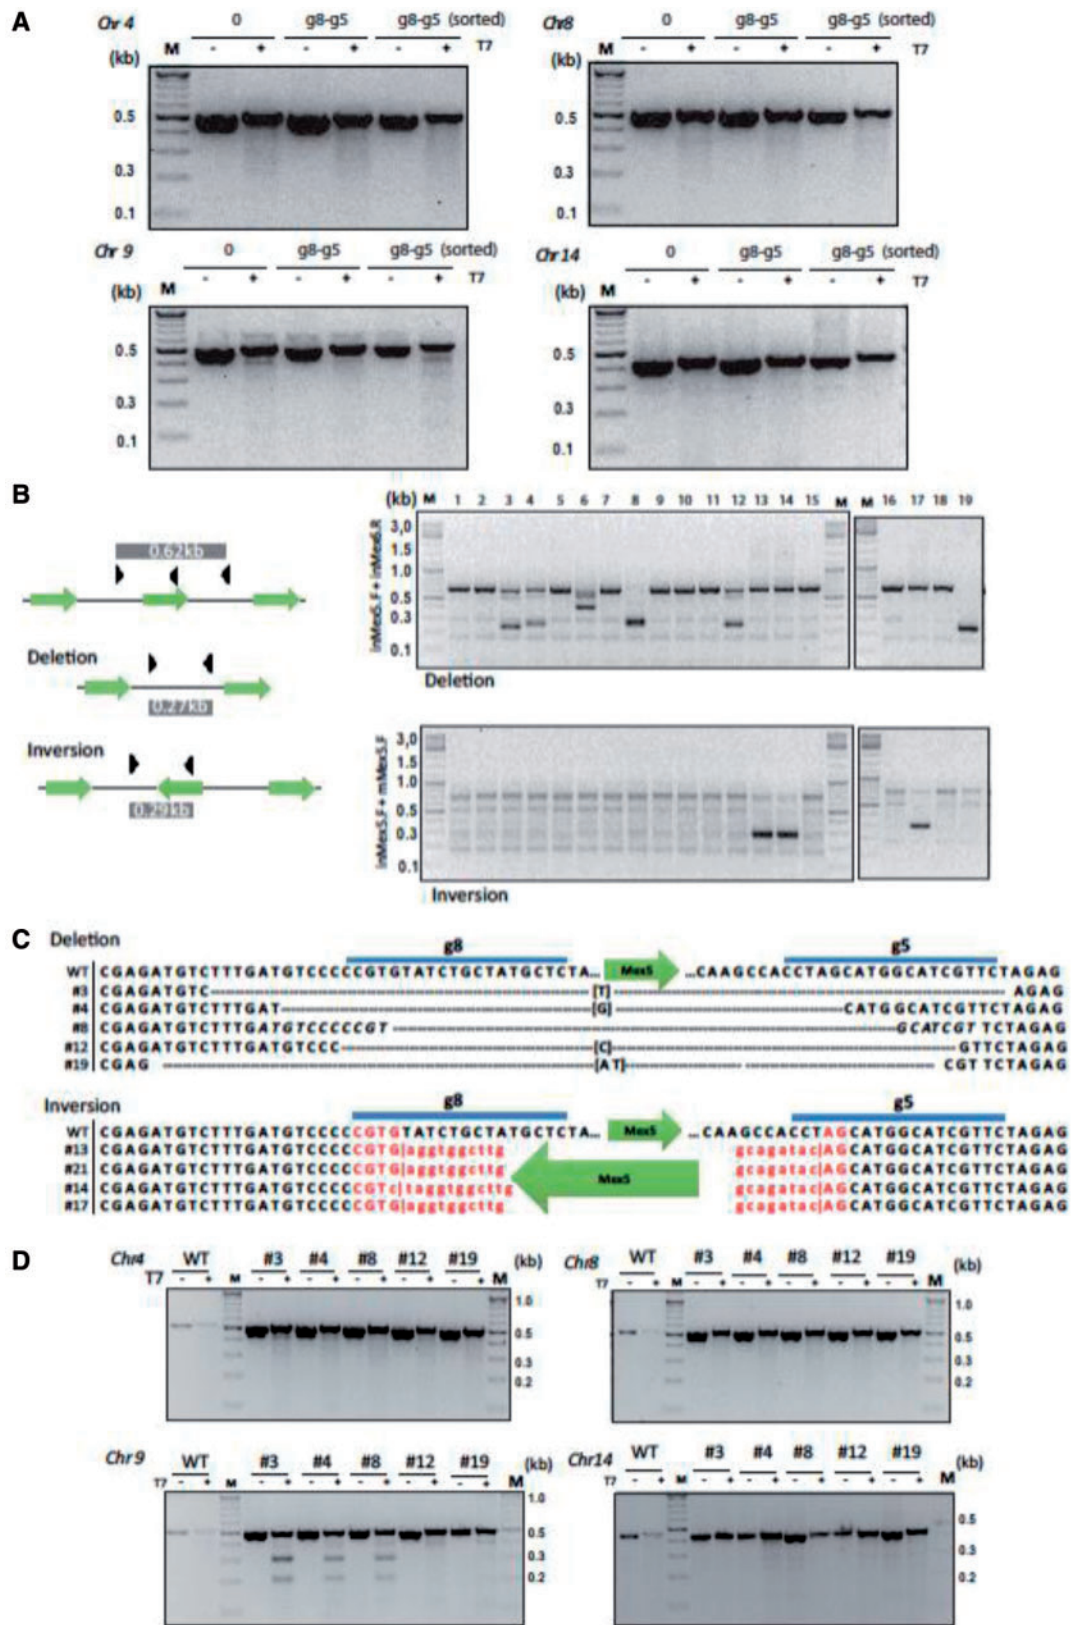 A
Chr 4 0 g8-g5 g8-g5 (sorted)
M - + - + - + T7
(kb)
0.5
0.3
0.1
Chr8 0 g8-g5 g8-g5 (sorted)
M - + - + - + T7
(kb)
0.5
0.3
0.1
Chr 9 0 g8-g5 g8-g5 (sorted)
- + - + - + T7
(kb) M
0.5
0.3
0.1
Chr 14 0 g8-g5 g8-g5 (sorted)
- + - + - + T7
(kb) M
0.5
0.3
0.1
B
0.62kb
Deletion
0.27kb
Inversion
0.29kb
(kb) M 1 2 3 4 5 6 7 8 9 10 11 12 13 14 15 M M 16 17 18 19
inMex5.F + inMex6.R
3,0
1.5
1.0
0.5
0.3
0.1
Deletion
inMex5.F + mMex5.F
3,0
1,5
1.0
0.5
0.3
0.1
Inversion
C
Deletion
g8 g5
WT CGAGATGTCTTTGATGTCCCCCGTGTATCTGCTATGCTCTA... Mex5 ...CAAGCCACCTAGCATGGCATCGTTCTAGAG
#3 CGAGATGTC [T] AGAG
#4 CGAGATGTCTTTGAT [G] CATGGCATCGTTCTAGAG
#8 CGAGATGTCTTTGATGTCCCCCGT GCATCGTTCTAGAG
#12 CGAGATGTCTTTGATGTCCC [C] GTTCTAGAG
#19 CGAG [AT] CGTTCTAGAG
Inversion
g8 g5
WT CGAGATGTCTTTGATGTCCCCCGTGTATCTGCTATGCTCTA... Mex5 ...CAAGCCACCTAGCATGGCATCGTTCTAGAG
#13 CGAGATGTCTTTGATGTCCCCCGTG|aggtggcttg gcagatac|AGCATGGCATCGTTCTAGAG
#21 CGAGATGTCTTTGATGTCCCCCGTG|aggtggcttg Mex5 gcagatac|AGCATGGCATCGTTCTAGAG
#14 CGAGATGTCTTTGATGTCCCCCGTc|taggtggcttg gcagatac|AGCATGGCATCGTTCTAGAG
#17 CGAGATGTCTTTGATGTCCCCCGTG|aggtggcttg gcagatac|AGCATGGCATCGTTCTAGAG
D
Chr4 WT #3 #4 #8 #12 #19 (kb)
T7 - + M - + - + - + - + - + M
1.0
0.5
0.3
0.2
Chr8 WT #3 #4 #8 #12 #19 (kb)
T7 - + M - + - + - + - + - + M
1.0
0.5
0.3
0.2
Chr 9 WT #3 #4 #8 #12 #19 (kb)
T7 - + M - + - + - + - + - + M
1.0
0.5
0.3
0.2
Chr14 WT #3 #4 #8 #12 #19 (kb)
T7 - + M - + - + - + - + - + M
0.5
0.3
0.2